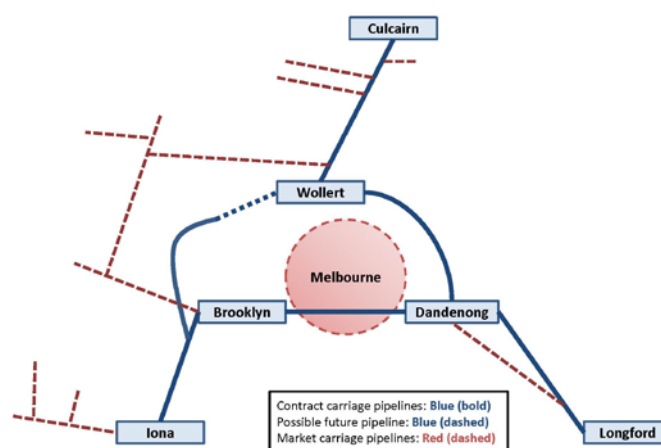 Culcairn
Wollert
Melbourne
Brooklyn
Dandenong
Iona
Longford
Contract carriage pipelines: Blue (bold)
Possible future pipeline: Blue (dashed)
Market carriage pipelines: Red (dashed)